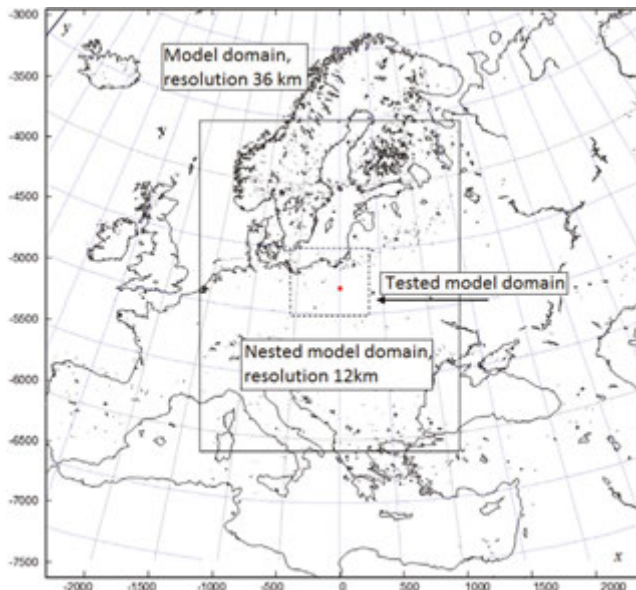 y
-3000
Model domain,
resolution 36 km
-3500
-4000
y
-4500
-5000
Tested model domain
-5500
Nested model domain,
resolution 12km
-6000
-6500
-7000
-7500
x
-2000
-1500
-1000
-500
0
500
1000
1500
2000